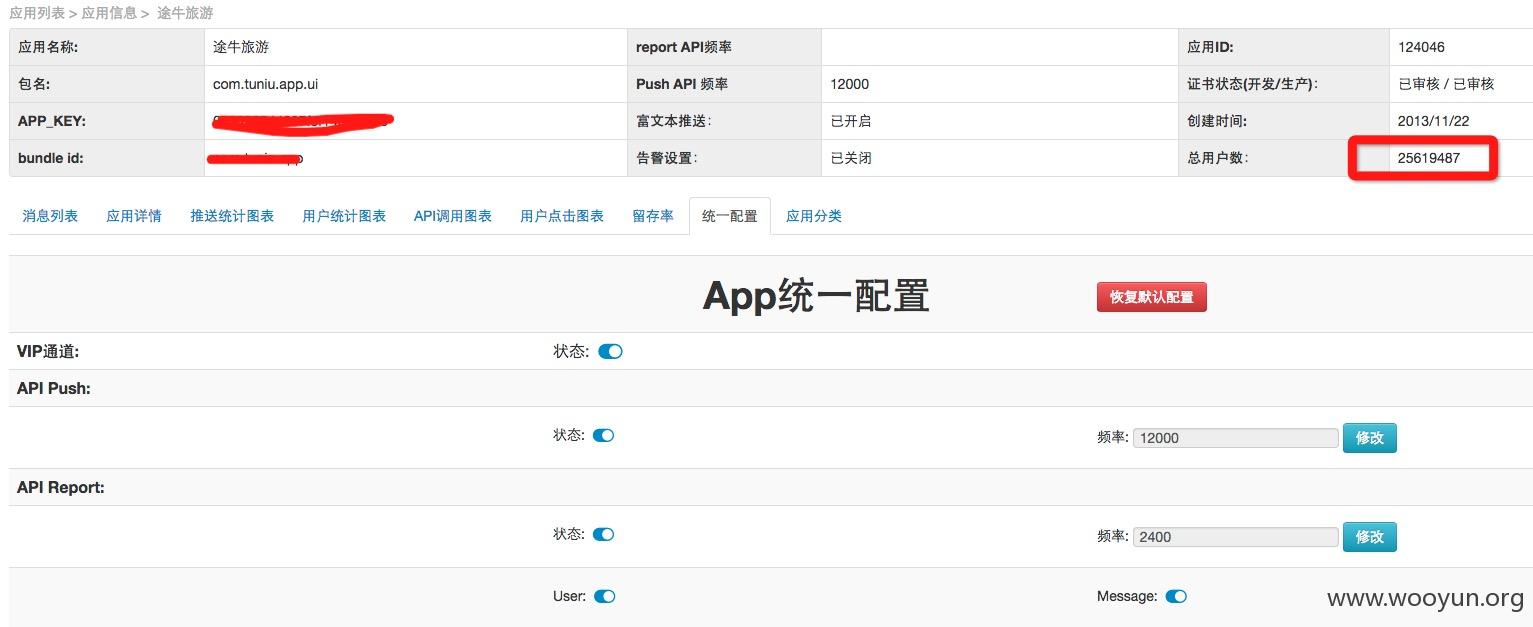 应用列表 > 应用信息 > 途牛旅游
应用名称: 途牛旅游 report API频率 应用ID: 124046
包名: com.tuniu.app.ui Push API 频率 12000 证书状态(开发/生产): 已审核 / 已审核
APP_KEY: 富文本推送: 已开启 创建时间: 2013/11/22
bundle id: 告警设置: 已关闭 总用户数: 25619487
消息列表 应用详情 推送统计图表 用户统计图表 API调用图表 用户点击图表 留存率 统一配置 应用分类
App统一配置 恢复默认配置
VIP通道: 状态:
API Push:
状态: 频率: 12000 修改
API Report:
状态: 频率: 2400 修改
User: Message:
www.wooyun.org